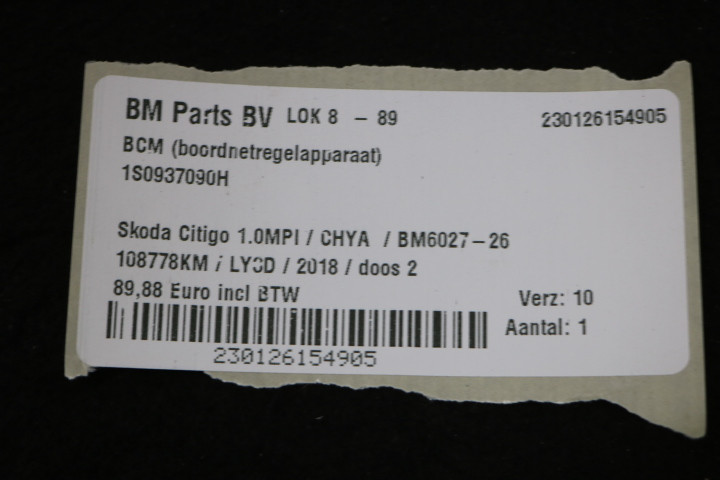 BM Parts BV LOK 8 - 89 230126154905
BCM (boordnetregelapparaat)
1S0937090H
Skoda Citigo 1.0MPI / CHYA / BM6027-26
108778KM / LY3D / 2018 / doos 2
89,88 Euro incl BTW Verz: 10
Aantal: 1
230126154905